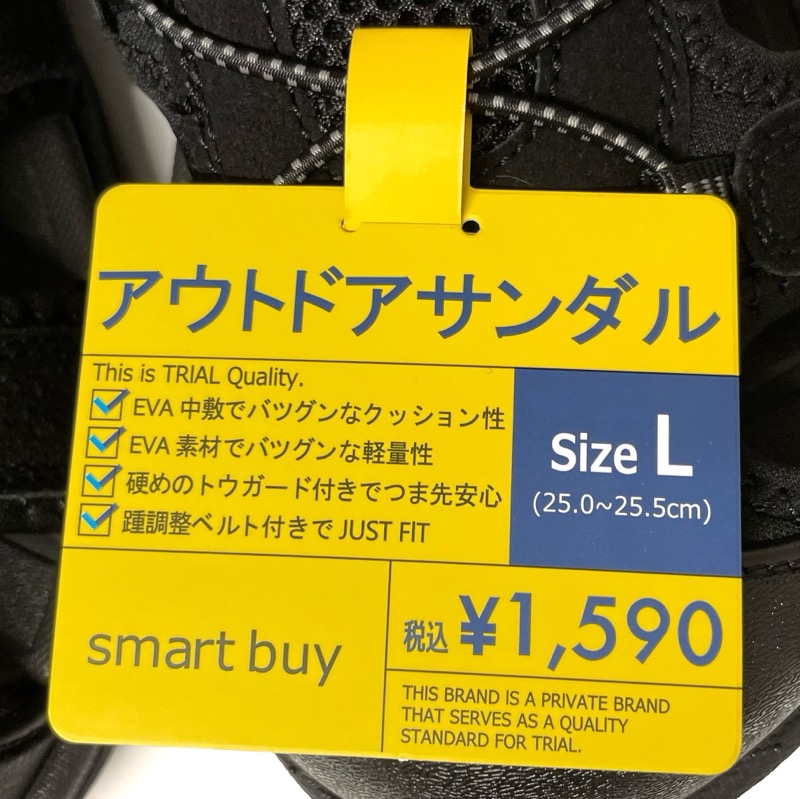 アウトドアサンダル
This is TRIAL Quality.
EVA 中敷でバツグンなクッション性
EVA 素材でバツグンな軽量性
硬めのトウガード付きでつま先安心
踵調整ベルト付きで JUST FIT
Size L
(25.0~25.5cm)
smart buy
税込 ¥1,590
THIS BRAND IS A PRIVATE BRAND
THAT SERVES AS A QUALITY
STANDARD FOR TRIAL.